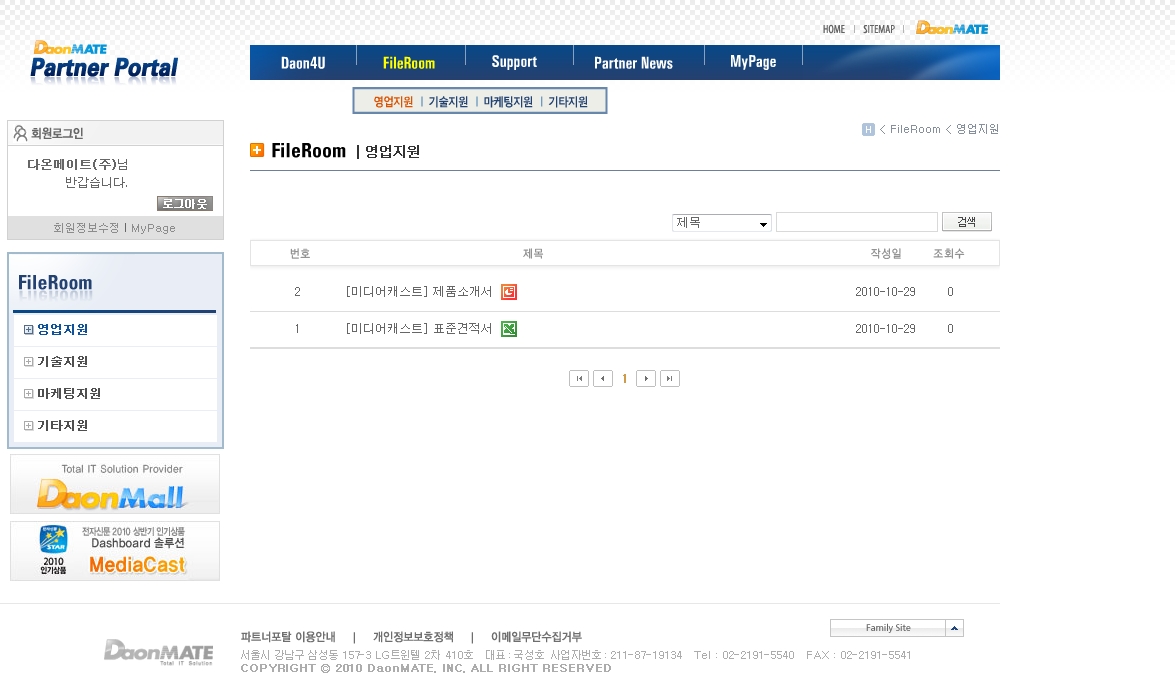 HOME | SITEMAP | DaonMATE
DaonMATE
Partner Portal
Daon4U FileRoom Support Partner News MyPage
영업지원 | 기술지원 | 마케팅지원 | 기타지원
H < FileRoom < 영업지원
회원로그인
다온메이트(주)님
반갑습니다.
로그아웃
회원정보수정 | MyPage
FileRoom
영업지원
기술지원
마케팅지원
기타지원
Total IT Solution Provider
DaonMall
전자신문 2010 상반기 인기상품
Dashboard 솔루션
MediaCast
전자신문
STAR
2010
인기상품
FileRoom | 영업지원
제목 검색
번호 제목 작성일 조회수
2 [미디어캐스트] 제품소개서 2010-10-29 0
1 [미디어캐스트] 표준견적서 2010-10-29 0
1
DaonMATE
Total IT Solution
파트너포탈 이용안내 | 개인정보보호정책 | 이메일무단수집거부
Family Site
서울시 강남구 삼성동 157-3 LG트윈텔 2차 410호 대표 : 국성호 사업자번호 : 211-87-19134 Tel : 02-2191-5540 FAX : 02-2191-5541
COPYRIGHT © 2010 DaonMATE, INC, ALL RIGHT RESERVED